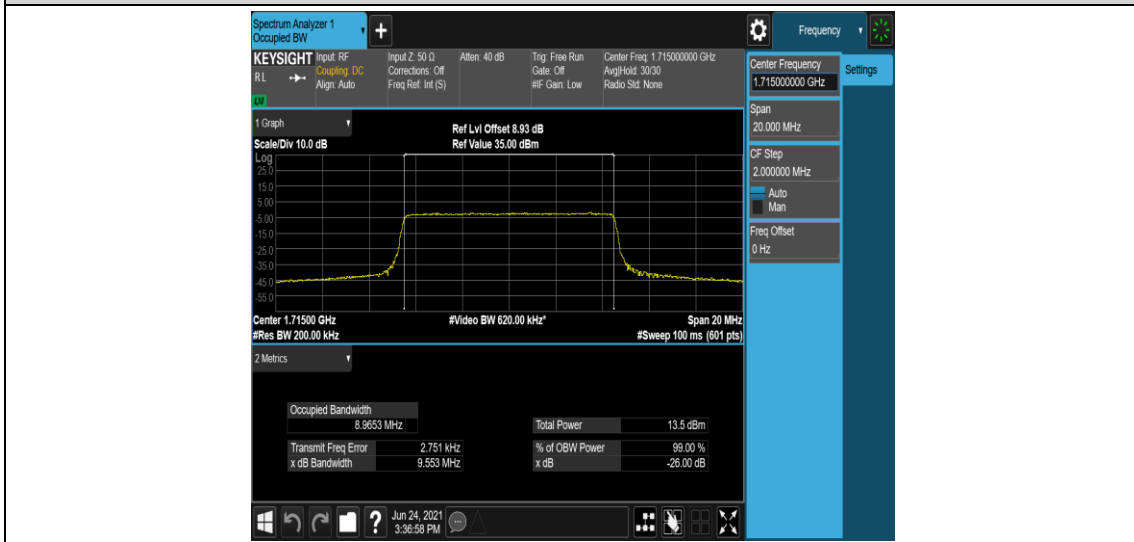 Spectrum Analyzer 1
Occupied BW
+
Frequency
KEYSIGHT
RL
LXI
Input: RF
Coupling: DC
Align: Auto
Input Z: 50 Ω
Corrections: Off
Freq Ref: Int (S)
Atten: 40 dB
Trig: Free Run
Gate: Off
#IF Gain: Low
Center Freq: 1.715000000 GHz
Avg|Hold: 30/30
Radio Std: None
Center Frequency
1.715000000 GHz
Settings
Span
20.000 MHz
CF Step
2.000000 MHz
Auto
Man
Freq Offset
0 Hz
1 Graph
Scale/Div 10.0 dB
Ref Lvl Offset 8.93 dB
Ref Value 35.00 dBm
Log
25.0
15.0
5.00
-5.00
-15.0
-25.0
-35.0
-45.0
-55.0
Center 1.71500 GHz
#Res BW 200.00 kHz
#Video BW 620.00 kHz*
Span 20 MHz
#Sweep 100 ms (601 pts)
2 Metrics
Occupied Bandwidth
8.9653 MHz
Total Power 13.5 dBm
Transmit Freq Error 2.751 kHz
% of OBW Power 99.00 %
x dB Bandwidth 9.553 MHz
x dB -26.00 dB
?
Jun 24, 2021
3:36:58 PM